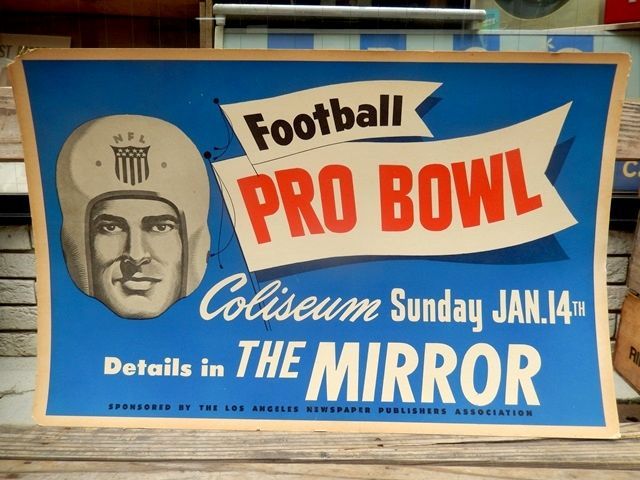 NFL
Football
PRO BOWL
Coliseum Sunday JAN.14TH
Details in THE MIRROR
SPONSORED BY THE LOS ANGELES NEWSPAPER PUBLISHERS ASSOCIATION